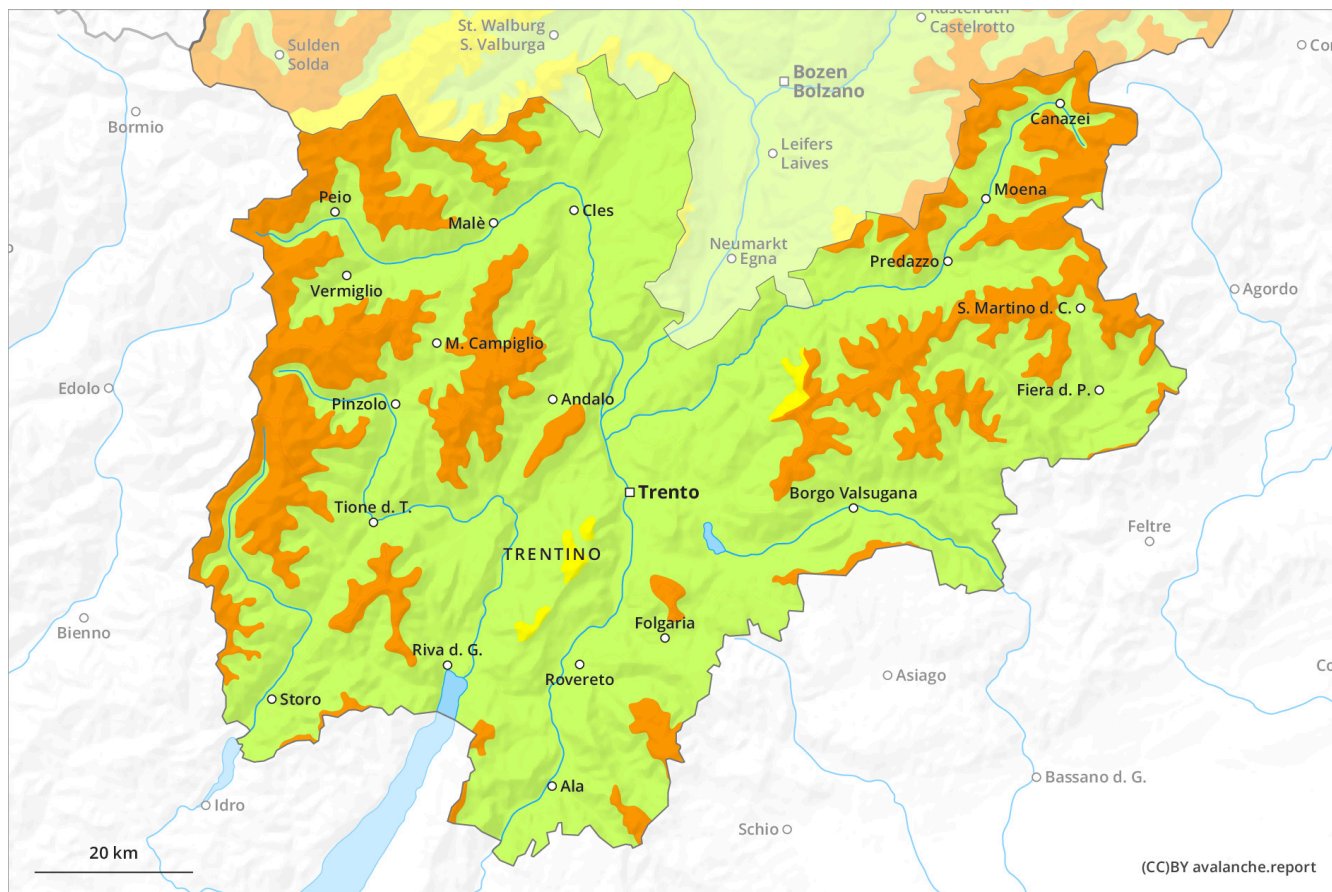 St. Walburg
S. Valburga
Kastelruth
Castelrotto
Sulden
Solda
Bozen
Bolzano
Bormio
Canazei
Leifers
Laives
Peio
Moena
Malè
Cles
Neumarkt
Egna
Predazzo
Vermiglio
Agordo
S. Martino d. C.
M. Campiglio
Edolo
Pinzolo
Andalo
Fiera d. P.
Trento
Borgo Valsugana
Tione d. T.
Feltre
TRENTINO
Bienno
Folgaria
Riva d. G.
Rovereto
Asiago
Storo
Bassano d. G.
Ala
Idro
Schio
20 km
(CC)BY avalanche.report